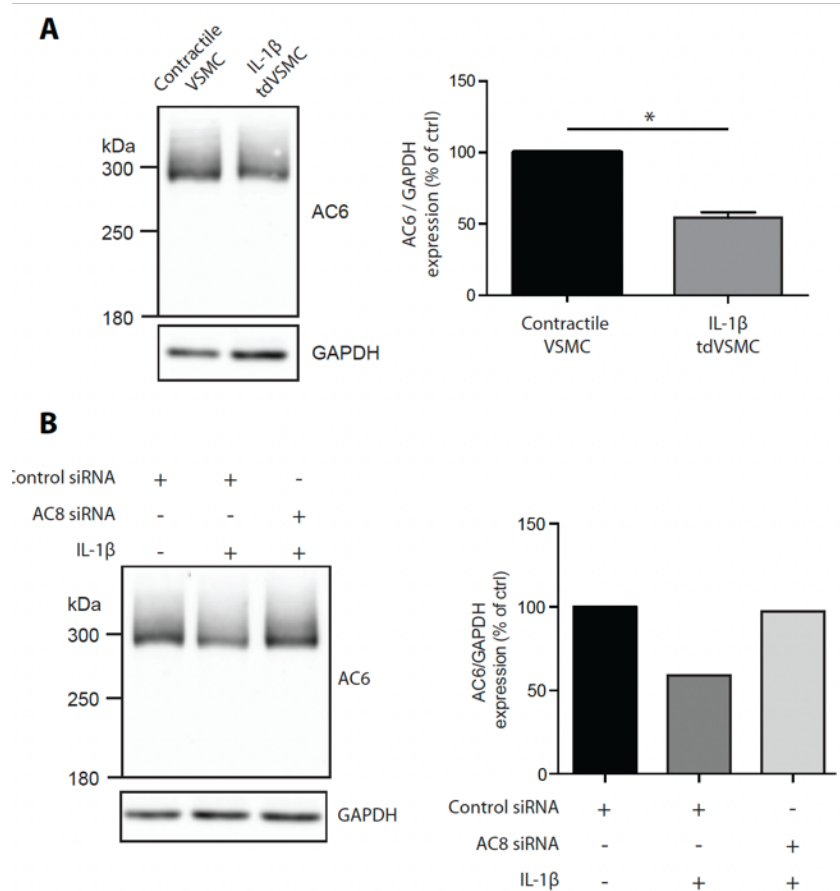 A
Contractile
VSMC
IL-1β
tdVSMC
kDa
300
250
180
AC6
GAPDH
150
100
50
0
AC6 / GAPDH
expression (% of ctrl)
*
Contractile
VSMC
IL-1β
tdVSMC
B
Control siRNA + + -
AC8 siRNA - - +
IL-1β - + +
kDa
300
250
180
AC6
GAPDH
150
100
50
0
AC6/GAPDH
expression (% of ctrl)
Control siRNA + + -
AC8 siRNA - - +
IL-1β - + +